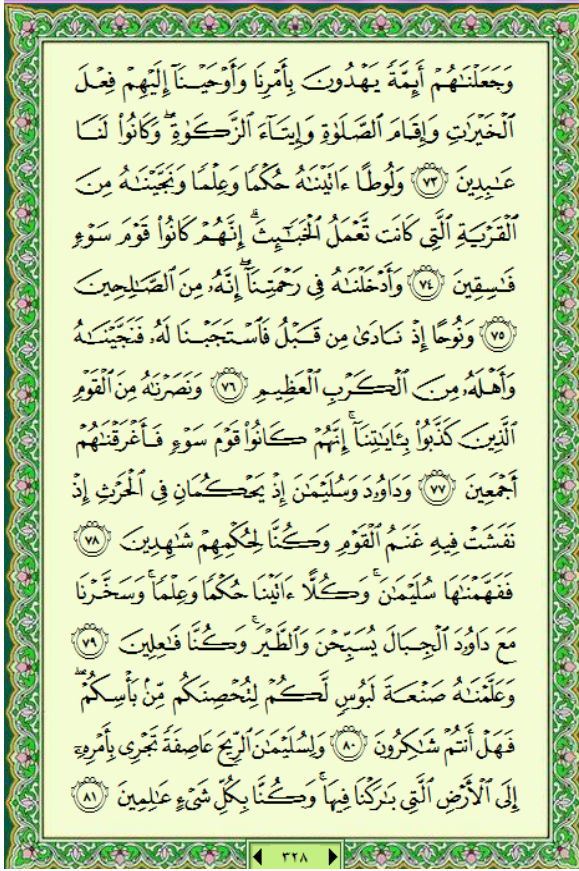 وَجَعَلْنَٰهُمْ أَئِمَّةً يَهْدُونَ بِأَمْرِنَا وَأَوْحَيْنَآ إِلَيْهِمْ فِعْلَ
ٱلْخَيْرَٰتِ وَإِقَامَ ٱلصَّلَوٰةِ وَإِيتَآءَ ٱلزَّكَوٰةِ ۖ وَكَانُوا۟ لَنَا
عَٰبِدِينَ ﴿٧٣﴾ وَلُوطًا ءَاتَيْنَٰهُ حُكْمًا وَعِلْمًا وَنَجَّيْنَٰهُ مِنَ
ٱلْقَرْيَةِ ٱلَّتِى كَانَت تَّعْمَلُ ٱلْخَبَٰٓئِثَ ۗ إِنَّهُمْ كَانُوا۟ قَوْمَ سَوْءٍ
فَٰسِقِينَ ﴿٧٤﴾ وَأَدْخَلْنَٰهُ فِى رَحْمَتِنَآ ۖ إِنَّهُۥ مِنَ ٱلصَّٰلِحِينَ
﴿٧٥﴾ وَنُوحًا إِذْ نَادَىٰ مِن قَبْلُ فَٱسْتَجَبْنَا لَهُۥ فَنَجَّيْنَٰهُ
وَأَهْلَهُۥ مِنَ ٱلْكَرْبِ ٱلْعَظِيمِ ﴿٧٦﴾ وَنَصَرْنَٰهُ مِنَ ٱلْقَوْمِ
ٱلَّذِينَ كَذَّبُوا۟ بِـَٔايَٰتِنَآ ۚ إِنَّهُمْ كَانُوا۟ قَوْمَ سَوْءٍ فَأَغْرَقْنَٰهُمْ
أَجْمَعِينَ ﴿٧٧﴾ وَدَاوُۥدَ وَسُلَيْمَٰنَ إِذْ يَحْكُمَانِ فِى ٱلْحَرْثِ إِذْ
نَفَشَتْ فِيهِ غَنَمُ ٱلْقَوْمِ وَكُنَّا لِحُكْمِهِمْ شَٰهِدِينَ ﴿٧٨﴾
فَفَهَّمْنَٰهَا سُلَيْمَٰنَ ۚ وَكُلًّا ءَاتَيْنَا حُكْمًا وَعِلْمًا ۚ وَسَخَّرْنَا
مَعَ دَاوُۥدَ ٱلْجِبَالَ يُسَبِّحْنَ وَٱلطَّيْرَ ۚ وَكُنَّا فَٰعِلِينَ ﴿٧٩﴾
وَعَلَّمْنَٰهُ صَنْعَةَ لَبُوسٍ لَّكُمْ لِتُحْصِنَكُم مِّنۢ بَأْسِكُمْ ۖ
فَهَلْ أَنتُمْ شَٰكِرُونَ ﴿٨٠﴾ وَلِسُلَيْمَٰنَ ٱلرِّيحَ عَاصِفَةً تَجْرِى بِأَمْرِهِۦٓ
إِلَى ٱلْأَرْضِ ٱلَّتِى بَٰرَكْنَا فِيهَا ۚ وَكُنَّا بِكُلِّ شَىْءٍ عَٰلِمِينَ ﴿٨١﴾
٣٢٨